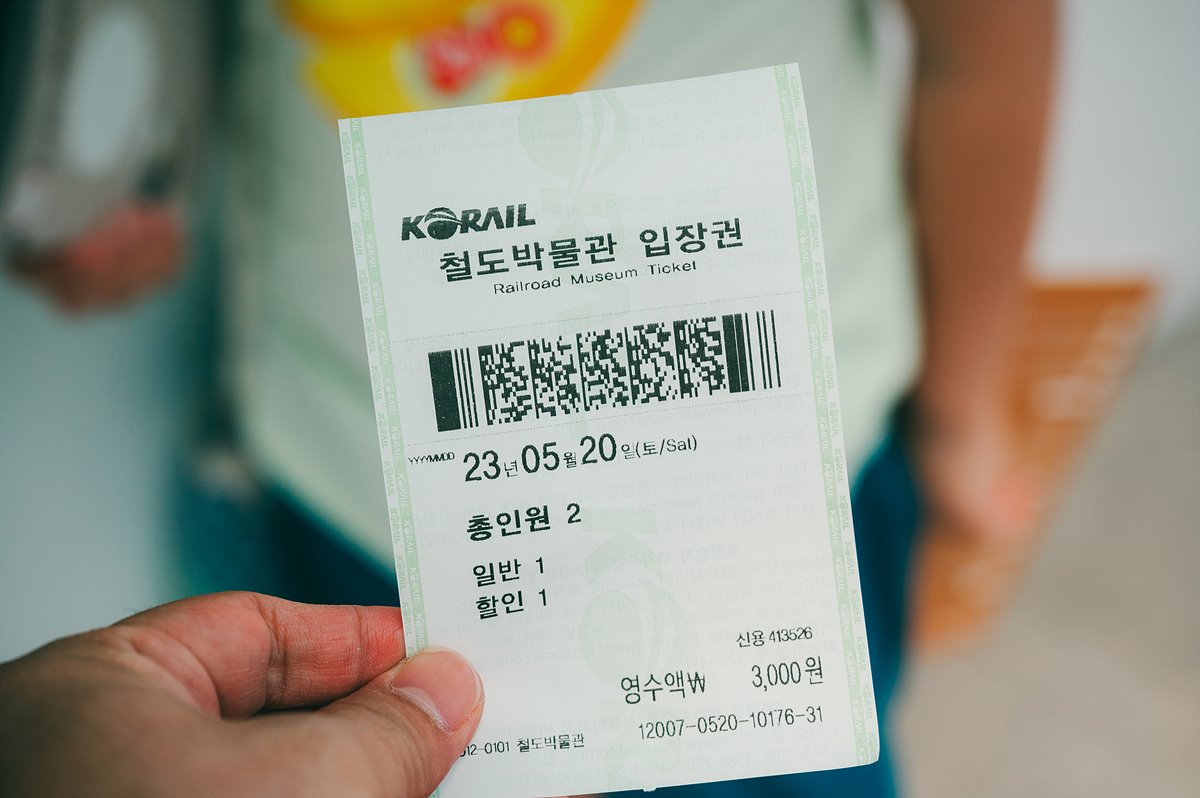 KORAIL
철도박물관 입장권
Railroad Museum Ticket
YYYYMMDD 23년 05월 20일(토/Sat)
총인원 2
일반 1
할인 1
신용 413526
영수액₩ 3,000원
12007-0520-10176-31
12-0101 철도박물관